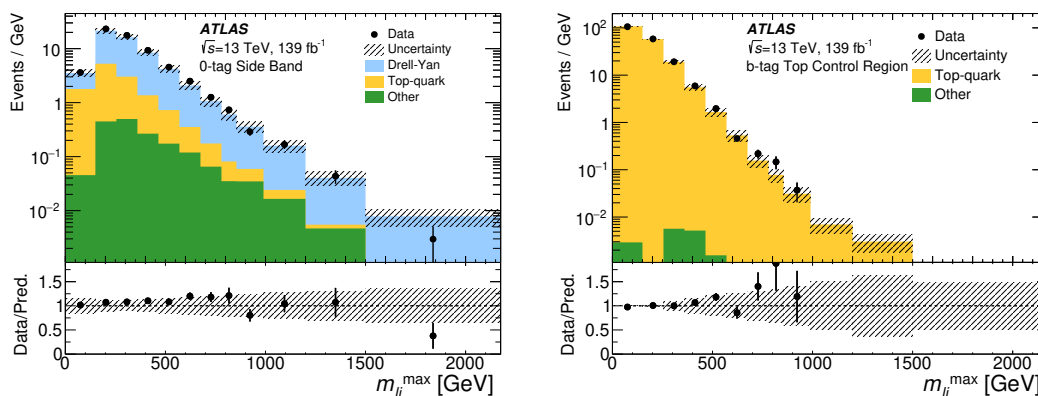 Events / GeV
10
1
10⁻¹
10⁻²
ATLAS
√s=13 TeV, 139 fb⁻¹
0-tag Side Band
Data
Uncertainty
Drell-Yan
Top-quark
Other
Data/Pred.
1.5
1
0.5
0
0 500 1000 1500 2000
m_lj^max [GeV]
Events / GeV
10²
10
1
10⁻¹
10⁻²
ATLAS
√s=13 TeV, 139 fb⁻¹
b-tag Top Control Region
Data
Uncertainty
Top-quark
Other
Data/Pred.
1.5
1
0.5
0
0 500 1000 1500 2000
m_lj^max [GeV]